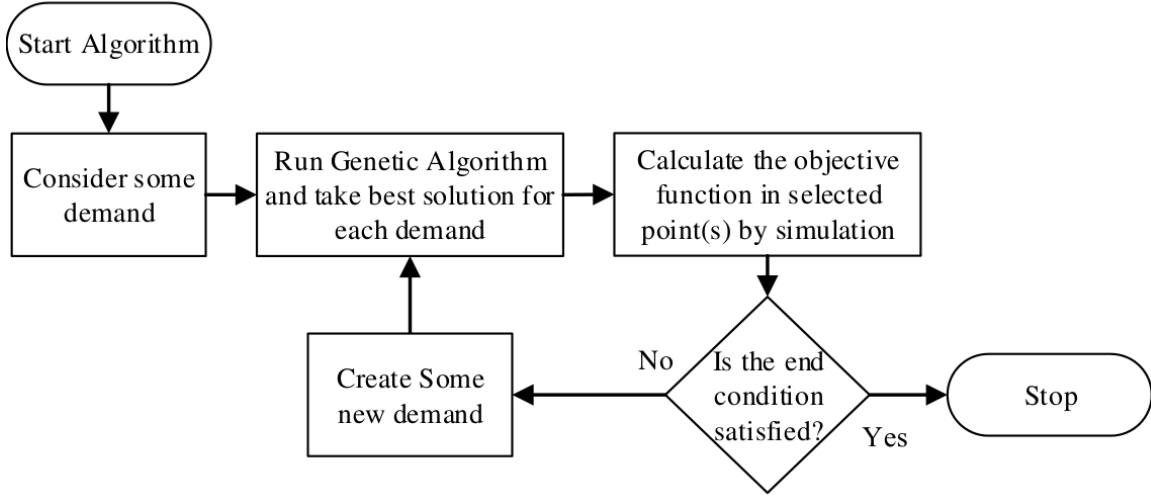 Start Algorithm
Consider some
demand
Run Genetic Algorithm
and take best solution for
each demand
Calculate the objective
function in selected
point(s) by simulation
Is the end
condition
satisfied?
No
Yes
Create Some
new demand
Stop